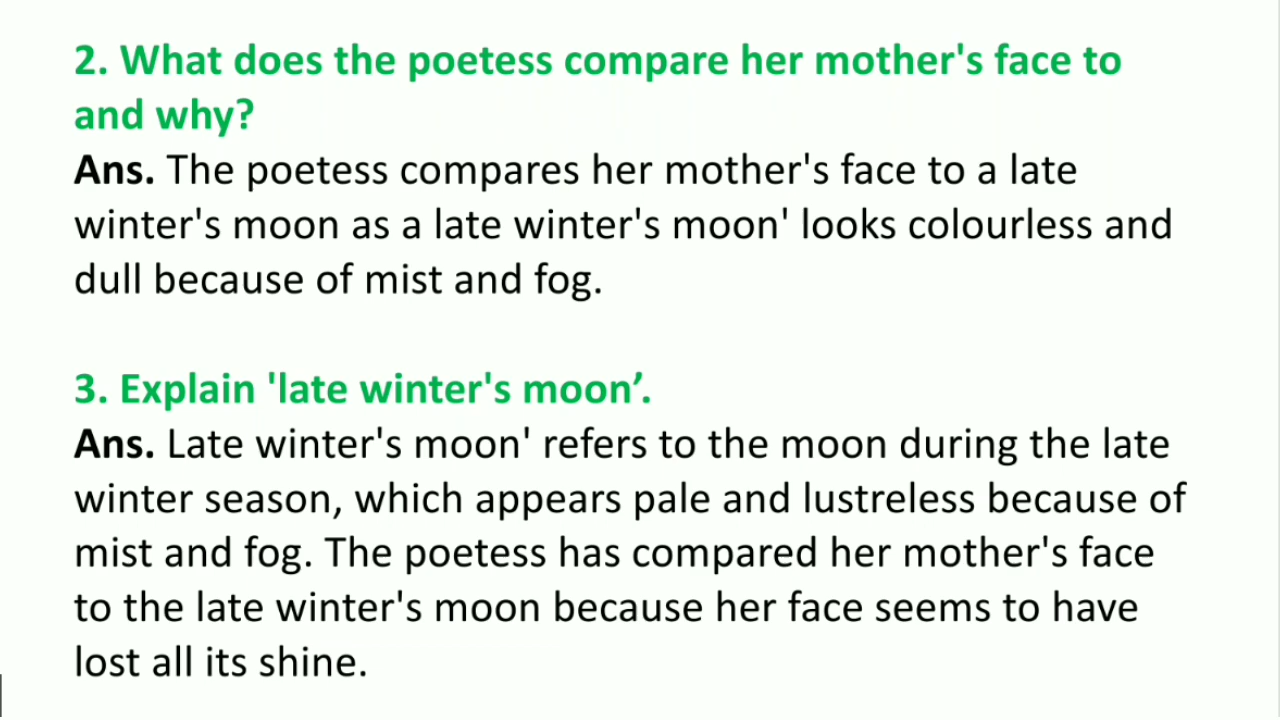 2. What does the poetess compare her mother's face to
and why?
Ans. The poetess compares her mother's face to a late
winter's moon as a late winter's moon' looks colourless and
dull because of mist and fog.
3. Explain 'late winter's moon’.
Ans. Late winter's moon' refers to the moon during the late
winter season, which appears pale and lustreless because of
mist and fog. The poetess has compared her mother's face
to the late winter's moon because her face seems to have
lost all its shine.